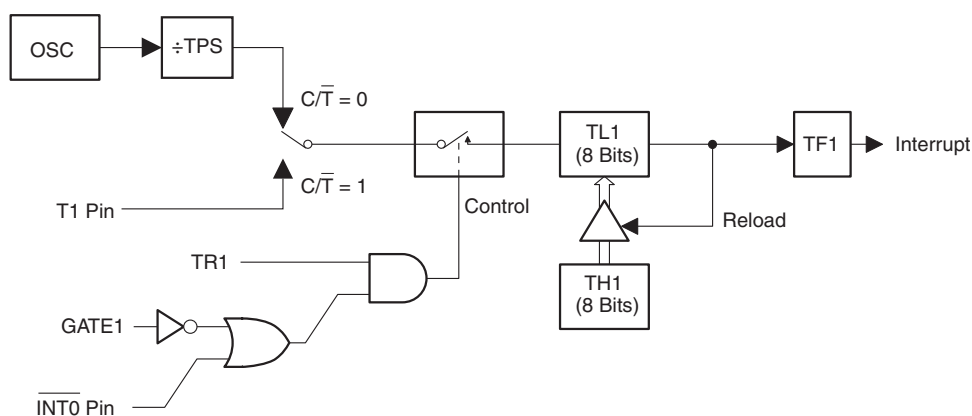 OSC
÷TPS
C/T̅ = 0
C/T̅ = 1
T1 Pin
TL1
(8 Bits)
TF1
Interrupt
Control
Reload
TR1
TH1
(8 Bits)
GATE1
I̅N̅T̅0̅ Pin